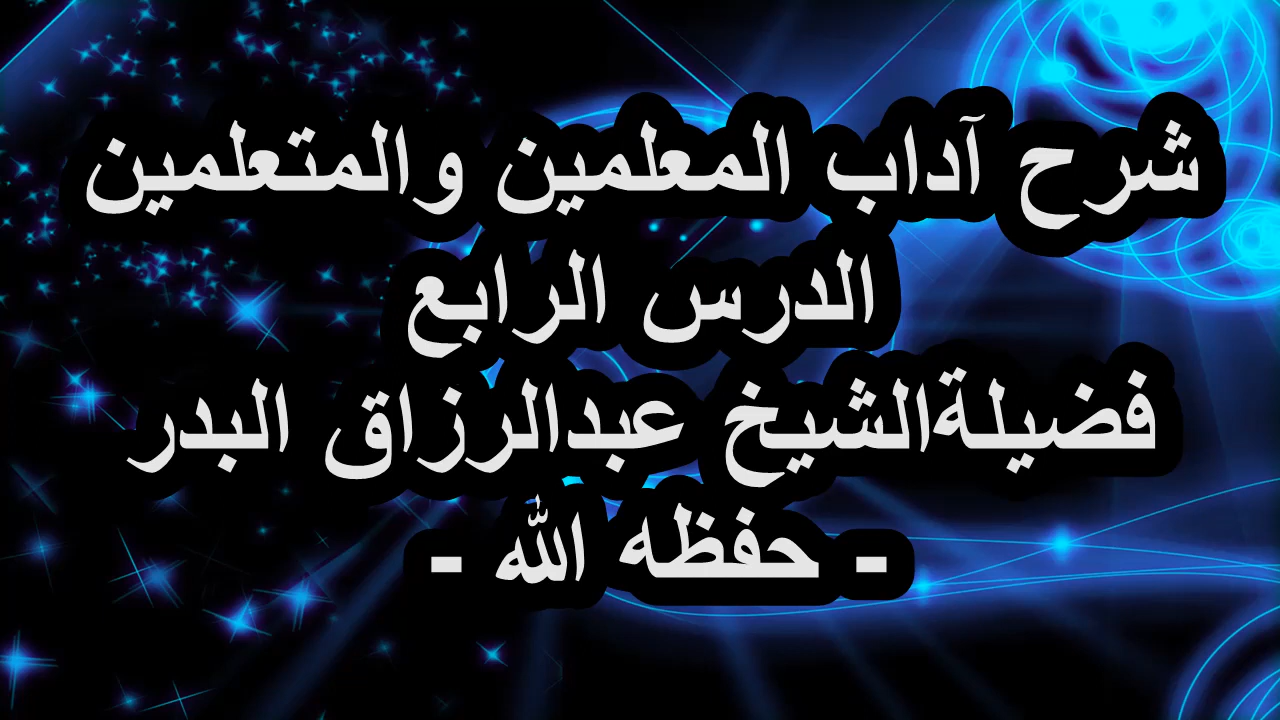 شرح آداب المعلمين والمتعلمين
الدرس الرابع
فضيلةالشيخ عبدالرزاق البدر
- حفظه الله -